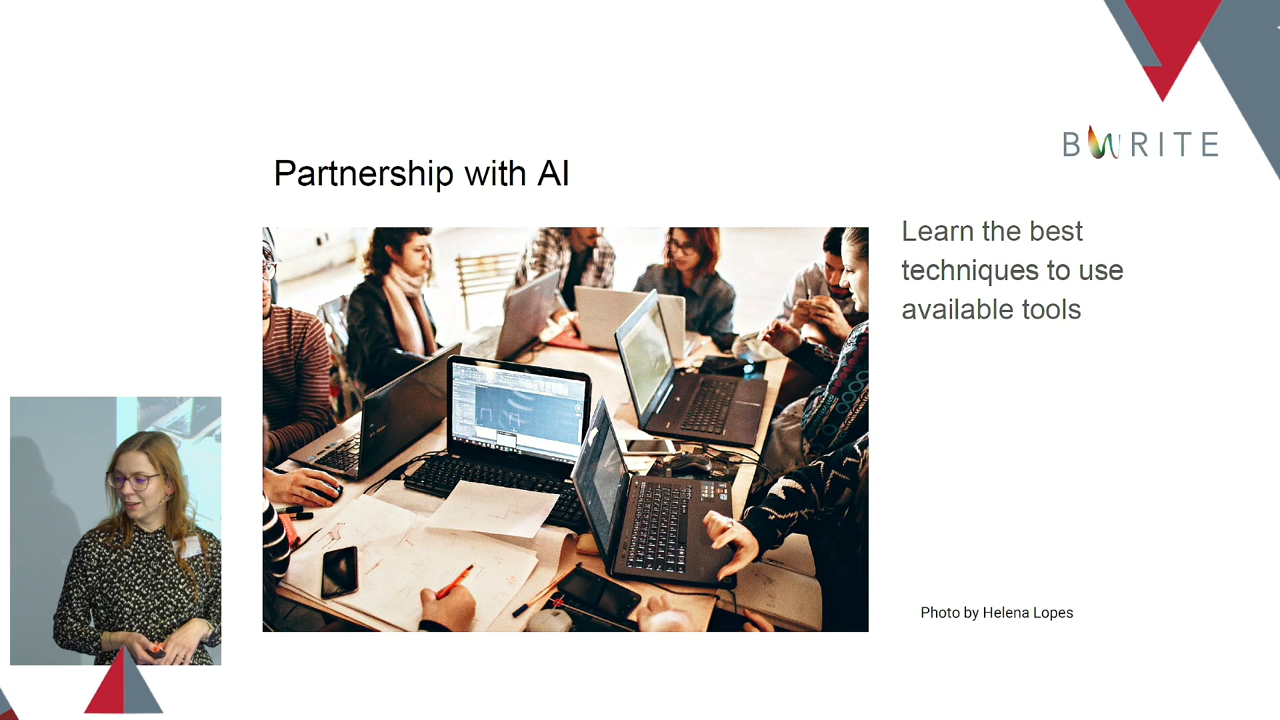 BWRITE
Partnership with AI
Learn the best
techniques to use
available tools
Photo by Helena Lopes